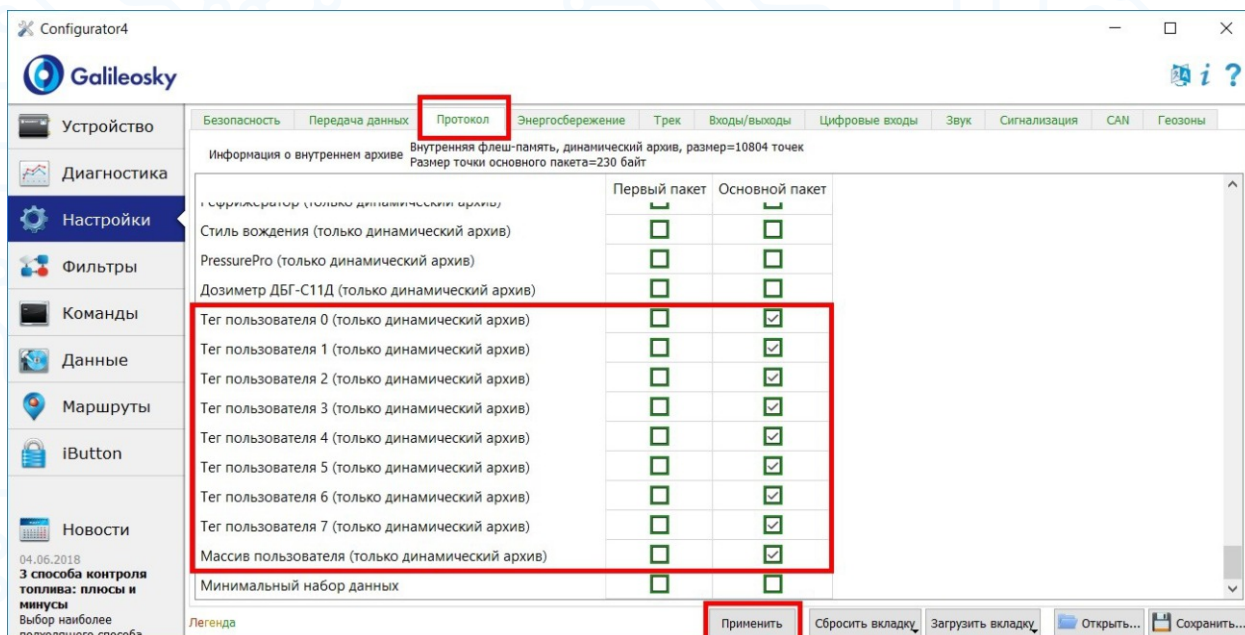 Configurator4
Galileosky
Устройство
Диагностика
Настройки
Фильтры
Команды
Данные
Маршруты
iButton
Новости
04.06.2018
3 способа контроля
топлива: плюсы и
минусы
Выбор наиболее
подходящего способа
Безопасность Передача данных Протокол Энергосбережение Трек Входы/выходы Цифровые входы Звук Сигнализация CAN Геозоны
Информация о внутреннем архиве Внутренняя флеш-память, динамический архив, размер=10804 точек
Размер точки основного пакета=230 байт
Первый пакет Основной пакет
Рефрижератор (только динамический архив)
Стиль вождения (только динамический архив)
PressurePro (только динамический архив)
Дозиметр ДБГ-С11Д (только динамический архив)
Тег пользователя 0 (только динамический архив)
Тег пользователя 1 (только динамический архив)
Тег пользователя 2 (только динамический архив)
Тег пользователя 3 (только динамический архив)
Тег пользователя 4 (только динамический архив)
Тег пользователя 5 (только динамический архив)
Тег пользователя 6 (только динамический архив)
Тег пользователя 7 (только динамический архив)
Массив пользователя (только динамический архив)
Минимальный набор данных
Легенда
Применить Сбросить вкладку Загрузить вкладку Открыть... Сохранить...